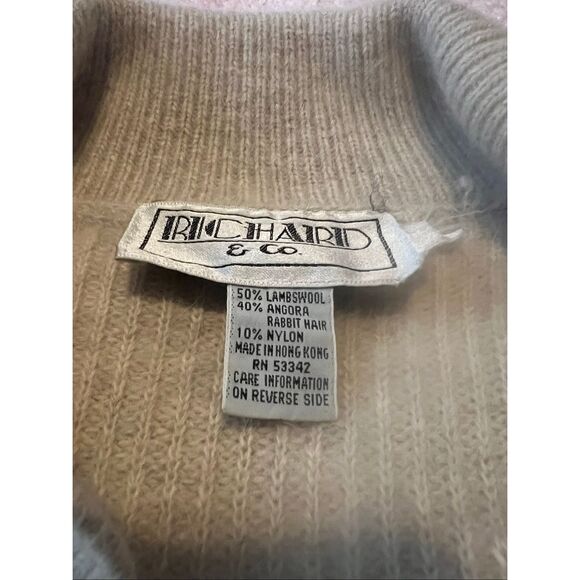 RICHARD
& Co.
50% LAMBSWOOL
40% ANGORA
RABBIT HAIR
10% NYLON
MADE IN HONG KONG
RN 53342
CARE INFORMATION
ON REVERSE SIDE